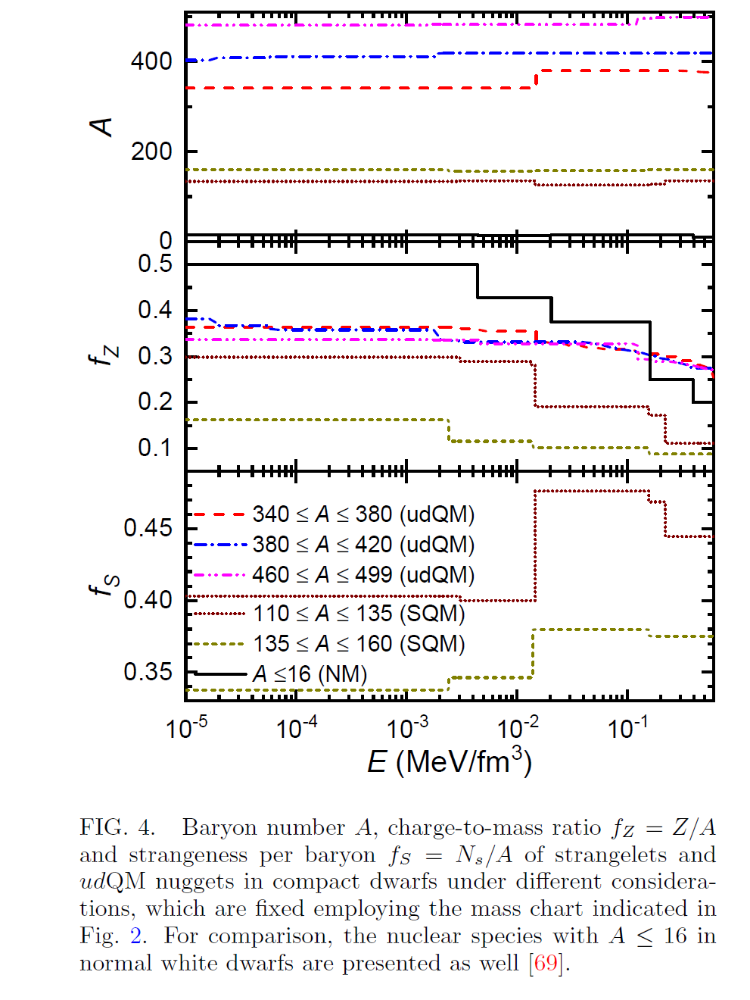 400
200
0
A
0.5
0.4
0.3
0.2
0.1
f_Z
0.45
0.40
0.35
f_S
340 ≤ A ≤ 380 (udQM)
380 ≤ A ≤ 420 (udQM)
460 ≤ A ≤ 499 (udQM)
110 ≤ A ≤ 135 (SQM)
135 ≤ A ≤ 160 (SQM)
A ≤16 (NM)
10^-5 10^-4 10^-3 10^-2 10^-1
E (MeV/fm^3)
FIG. 4. Baryon number A, charge-to-mass ratio f_Z = Z/A
and strangeness per baryon f_S = N_s/A of strangelets and
udQM nuggets in compact dwarfs under different considera-
tions, which are fixed employing the mass chart indicated in
Fig. 2. For comparison, the nuclear species with A ≤ 16 in
normal white dwarfs are presented as well [69].